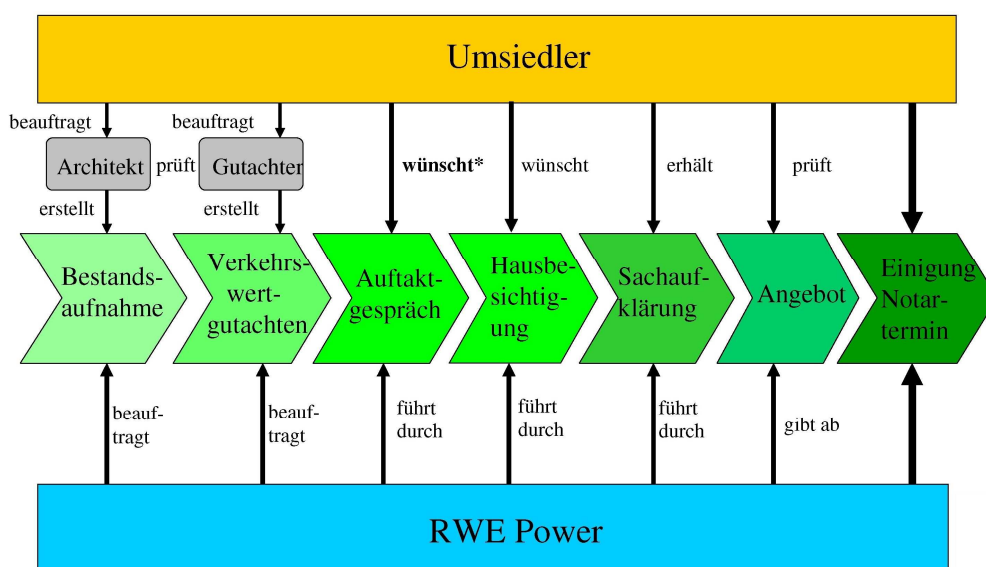 Umsiedler
beauftragt
beauftragt
Architekt
prüft
Gutachter
wünscht*
wünscht
erhält
prüft
erstellt
erstellt
Bestands-
aufnahme
Verkehrs-
wert-
gutachten
Auftakt-
gespräch
Hausbe-
sichtig-
ung
Sachauf-
klärung
Angebot
Einigung
Notar-
termin
beauf-
tragt
beauf-
tragt
führt
durch
führt
durch
führt
durch
gibt ab
RWE Power